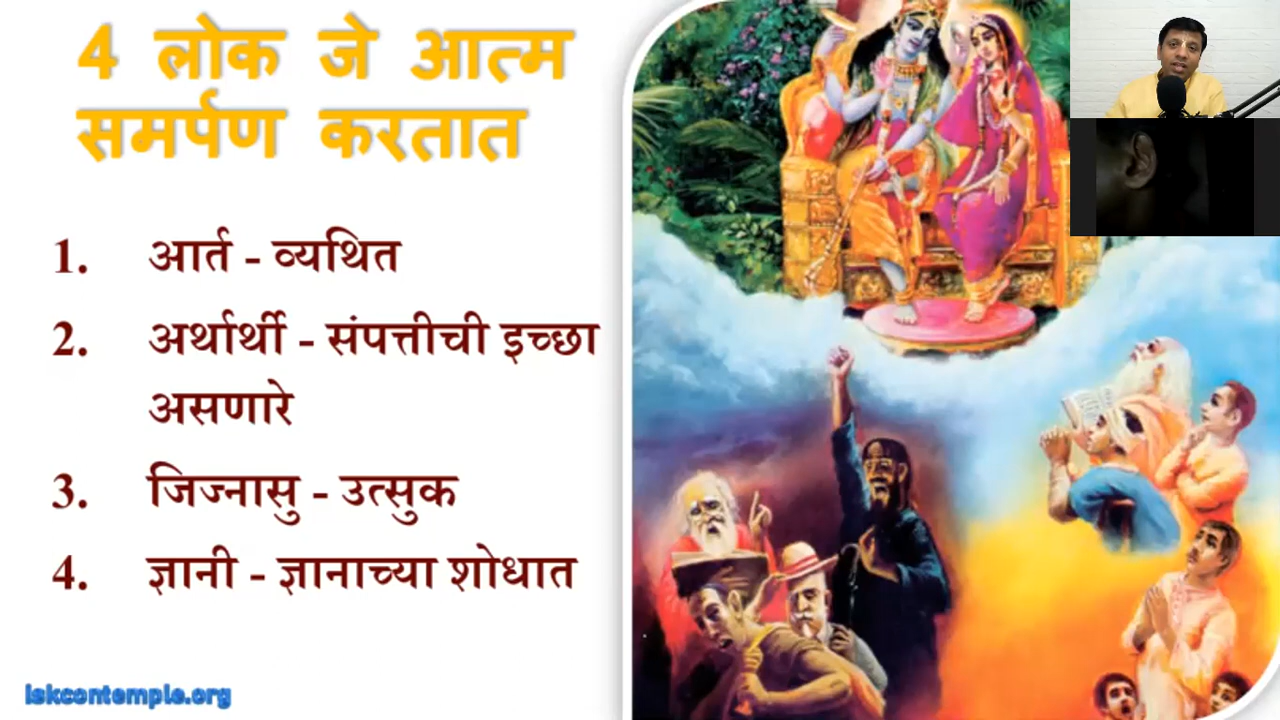 4 लोक जे आत्म
समर्पण करतात
1. आर्त - व्यथित
2. अर्थार्थी - संपत्तीची इच्छा
असणारे
3. जिज्नासु - उत्सुक
4. ज्ञानी - ज्ञानाच्या शोधात
iskcontemple.org